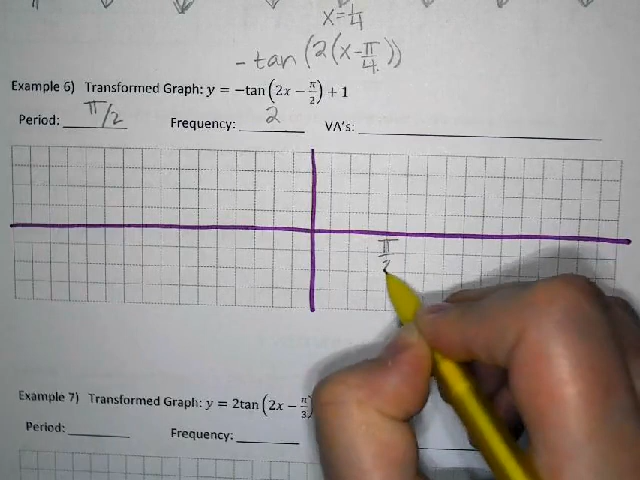 x=π/4
-tan(2(x-π/4))
Example 6) Transformed Graph: y = -tan(2x - π/2) + 1
Period: π/2 Frequency: 2 VA's:
π/2
Example 7) Transformed Graph: y = 2tan(2x - π/3)
Period: Frequency: